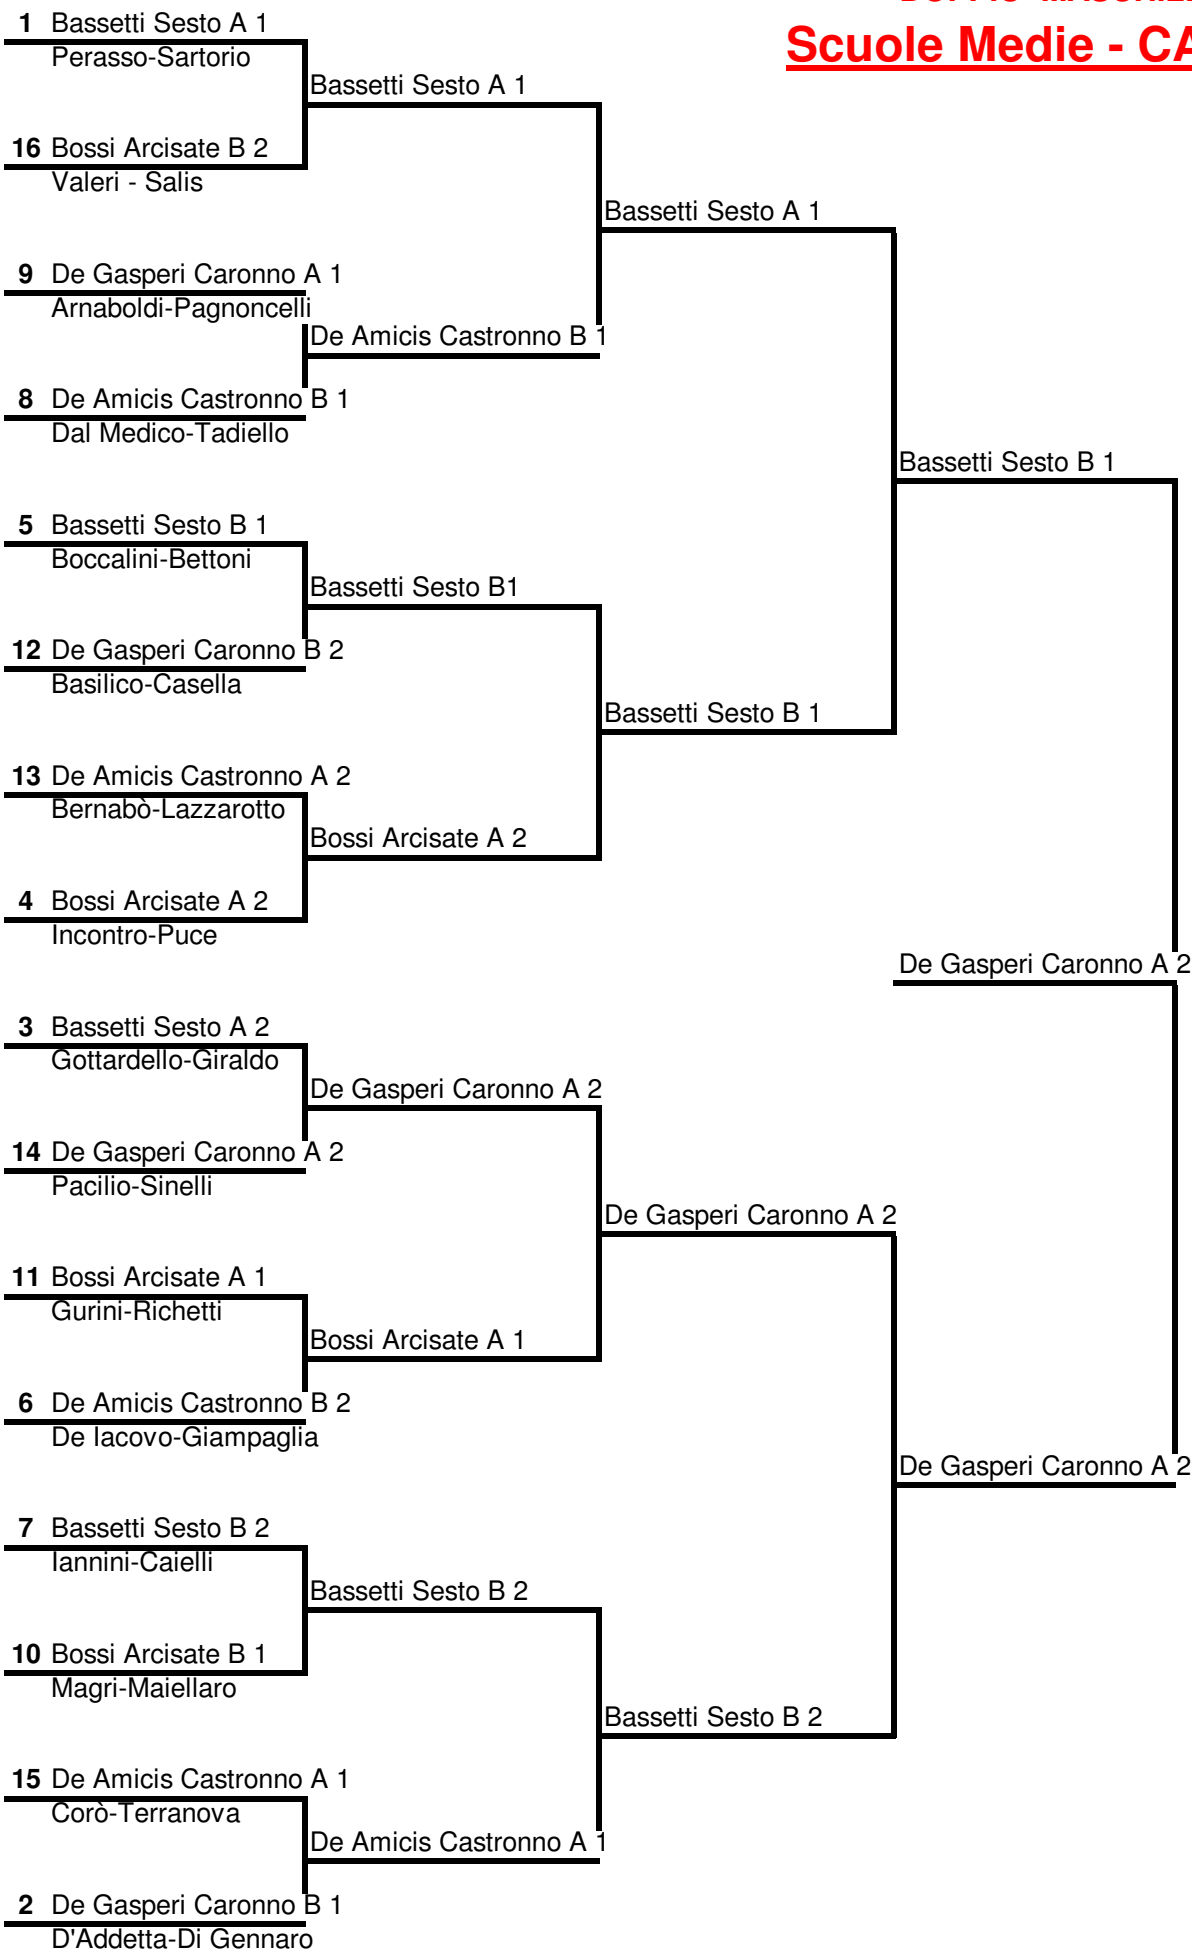 Scuole Medie - CA
1 Bassetti Sesto A 1
Perasso-Sartorio
Bassetti Sesto A 1
16 Bossi Arcisate B 2
Valeri - Salis
Bassetti Sesto A 1
9 De Gasperi Caronno A 1
Arnaboldi-Pagnoncelli
De Amicis Castronno B 1
8 De Amicis Castronno B 1
Dal Medico-Tadiello
Bassetti Sesto B 1
5 Bassetti Sesto B 1
Boccalini-Bettoni
Bassetti Sesto B1
12 De Gasperi Caronno B 2
Basilico-Casella
Bassetti Sesto B 1
13 De Amicis Castronno A 2
Bernabò-Lazzarotto
Bossi Arcisate A 2
4 Bossi Arcisate A 2
Incontro-Puce
De Gasperi Caronno A 2
3 Bassetti Sesto A 2
Gottardello-Giraldo
De Gasperi Caronno A 2
14 De Gasperi Caronno A 2
Pacilio-Sinelli
De Gasperi Caronno A 2
11 Bossi Arcisate A 1
Gurini-Richetti
Bossi Arcisate A 1
6 De Amicis Castronno B 2
De Iacovo-Giampaglia
De Gasperi Caronno A 2
7 Bassetti Sesto B 2
Iannini-Caielli
Bassetti Sesto B 2
10 Bossi Arcisate B 1
Magri-Maiellaro
Bassetti Sesto B 2
15 De Amicis Castronno A 1
Corò-Terranova
De Amicis Castronno A 1
2 De Gasperi Caronno B 1
D'Addetta-Di Gennaro